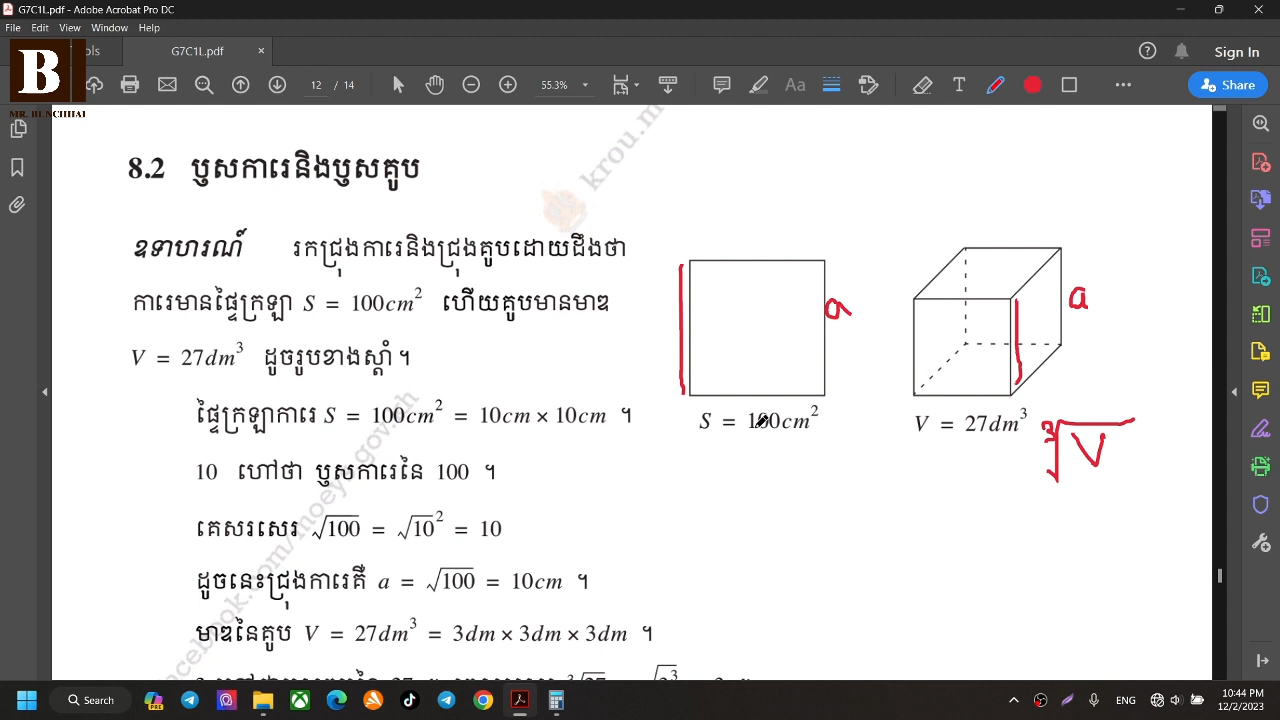 G7C1L.pdf - Adobe Acrobat Pro DC
File Edit View Window Help
ols G7C1L.pdf ×
Sign In
B
12 / 14
55.3%
Share
8.2 ឫសការេនិងឫសគូប
ឧទាហរណ៍ រកជ្រុងការេនិងជ្រុងគូបដោយដឹងថា
ការេមានផ្ទៃក្រឡា S = 100cm² ហើយគូបមានមាឌ
V = 27dm³ ដូចរូបខាងស្តាំ ។
ផ្ទៃក្រឡាការេ S = 100cm² = 10cm × 10cm ។
10 ហៅថា ឫសការេនៃ 100 ។
គេសរសេរ √100 = √10² = 10
ដូចនេះជ្រុងការេគឺ a = √100 = 10cm ។
មាឌនៃគូប V = 27dm³ = 3dm × 3dm × 3dm ។
a
a
S = 100cm²
V = 27dm³
∛V
krou.m
facebook.com/moeys.gov.kh
Search
ENG
10:44 PM
12/2/2023